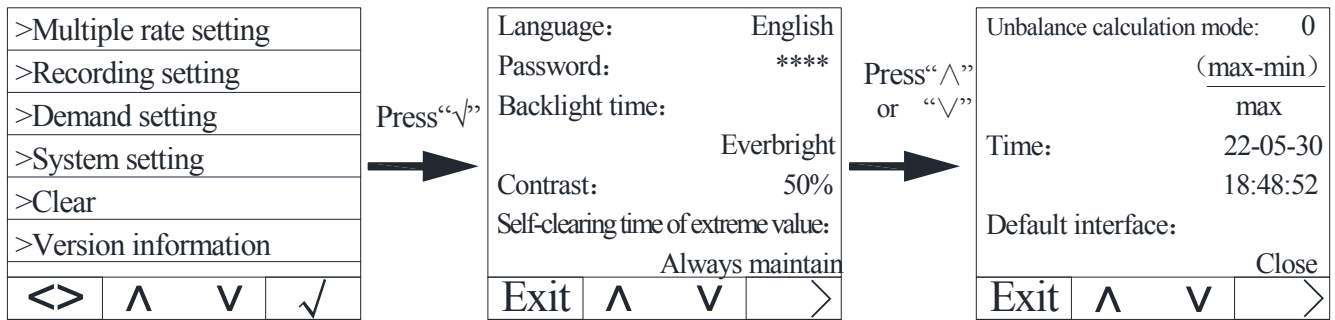 >Multiple rate setting
>Recording setting
>Demand setting
>System setting
>Clear
>Version information
<> ∧ ∨ √
Press“√”
Language： English
Password： ****
Backlight time：
Everbright
Contrast： 50%
Self-clearing time of extreme value：
Always maintain
Exit ∧ ∨ >
Press“∧”
or “∨”
Unbalance calculation mode: 0
（max-min）
max
Time： 22-05-30
18:48:52
Default interface：
Close
Exit ∧ ∨ >